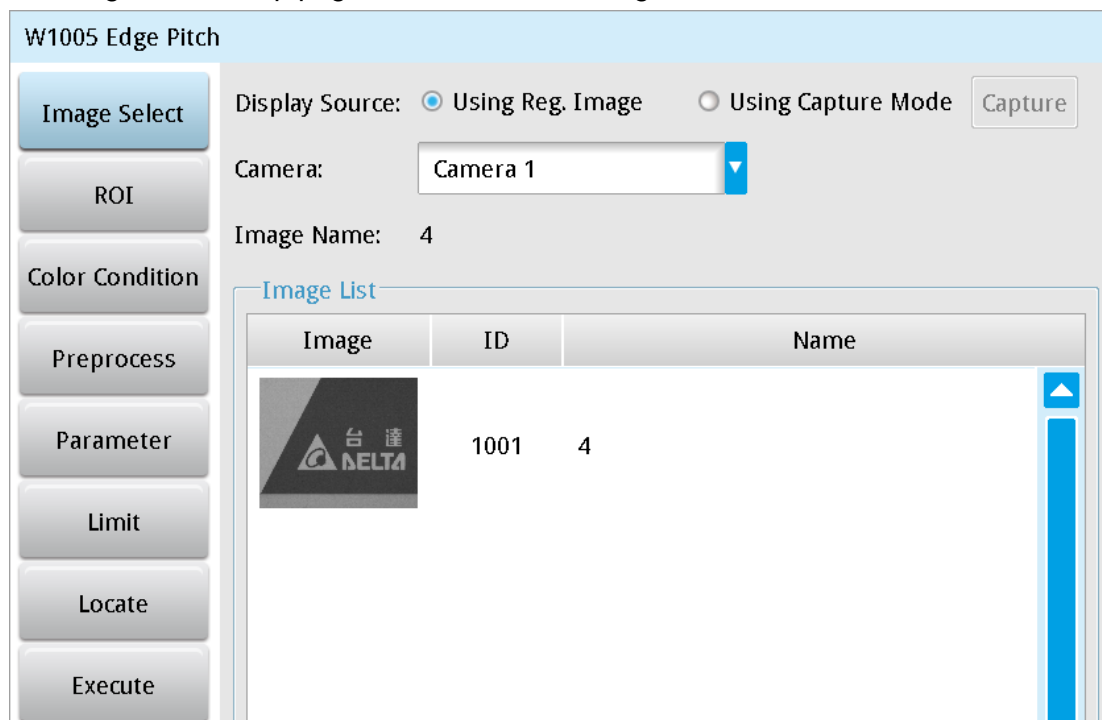 W1005 Edge Pitch
Image Select
Display Source: Using Reg. Image Using Capture Mode Capture
Camera: Camera 1
ROI
Image Name: 4
Color Condition
Image List
Image ID Name
Preprocess
台達
DELTA
1001 4
Parameter
Limit
Locate
Execute